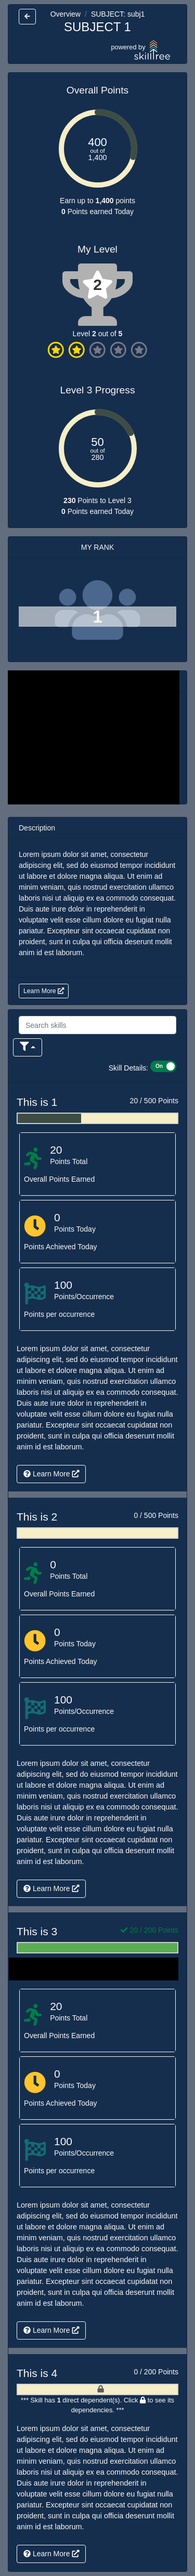 Overview / SUBJECT: subj1
SUBJECT 1
powered by
skilltree
Overall Points
400
out of
1,400
Earn up to 1,400 points
0 Points earned Today
My Level
2
Level 2 out of 5
Level 3 Progress
50
out of
280
230 Points to Level 3
0 Points earned Today
MY RANK
1
Description
Lorem ipsum dolor sit amet, consectetur
adipiscing elit, sed do eiusmod tempor incididunt
ut labore et dolore magna aliqua. Ut enim ad
minim veniam, quis nostrud exercitation ullamco
laboris nisi ut aliquip ex ea commodo consequat.
Duis aute irure dolor in reprehenderit in
voluptate velit esse cillum dolore eu fugiat nulla
pariatur. Excepteur sint occaecat cupidatat non
proident, sunt in culpa qui officia deserunt mollit
anim id est laborum.
Learn More
Search skills
Skill Details: On
This is 1
20 / 500 Points
20
Points Total
Overall Points Earned
0
Points Today
Points Achieved Today
100
Points/Occurrence
Points per occurrence
Lorem ipsum dolor sit amet, consectetur
adipiscing elit, sed do eiusmod tempor incididunt
ut labore et dolore magna aliqua. Ut enim ad
minim veniam, quis nostrud exercitation ullamco
laboris nisi ut aliquip ex ea commodo consequat.
Duis aute irure dolor in reprehenderit in
voluptate velit esse cillum dolore eu fugiat nulla
pariatur. Excepteur sint occaecat cupidatat non
proident, sunt in culpa qui officia deserunt mollit
anim id est laborum.
Learn More
This is 2
0 / 500 Points
0
Points Total
Overall Points Earned
0
Points Today
Points Achieved Today
100
Points/Occurrence
Points per occurrence
Lorem ipsum dolor sit amet, consectetur
adipiscing elit, sed do eiusmod tempor incididunt
ut labore et dolore magna aliqua. Ut enim ad
minim veniam, quis nostrud exercitation ullamco
laboris nisi ut aliquip ex ea commodo consequat.
Duis aute irure dolor in reprehenderit in
voluptate velit esse cillum dolore eu fugiat nulla
pariatur. Excepteur sint occaecat cupidatat non
proident, sunt in culpa qui officia deserunt mollit
anim id est laborum.
Learn More
This is 3
20 / 200 Points
20
Points Total
Overall Points Earned
0
Points Today
Points Achieved Today
100
Points/Occurrence
Points per occurrence
Lorem ipsum dolor sit amet, consectetur
adipiscing elit, sed do eiusmod tempor incididunt
ut labore et dolore magna aliqua. Ut enim ad
minim veniam, quis nostrud exercitation ullamco
laboris nisi ut aliquip ex ea commodo consequat.
Duis aute irure dolor in reprehenderit in
voluptate velit esse cillum dolore eu fugiat nulla
pariatur. Excepteur sint occaecat cupidatat non
proident, sunt in culpa qui officia deserunt mollit
anim id est laborum.
Learn More
This is 4
0 / 200 Points
*** Skill has 1 direct dependent(s). Click to see its
dependencies. ***
Lorem ipsum dolor sit amet, consectetur
adipiscing elit, sed do eiusmod tempor incididunt
ut labore et dolore magna aliqua. Ut enim ad
minim veniam, quis nostrud exercitation ullamco
laboris nisi ut aliquip ex ea commodo consequat.
Duis aute irure dolor in reprehenderit in
voluptate velit esse cillum dolore eu fugiat nulla
pariatur. Excepteur sint occaecat cupidatat non
proident, sunt in culpa qui officia deserunt mollit
anim id est laborum.
Learn More